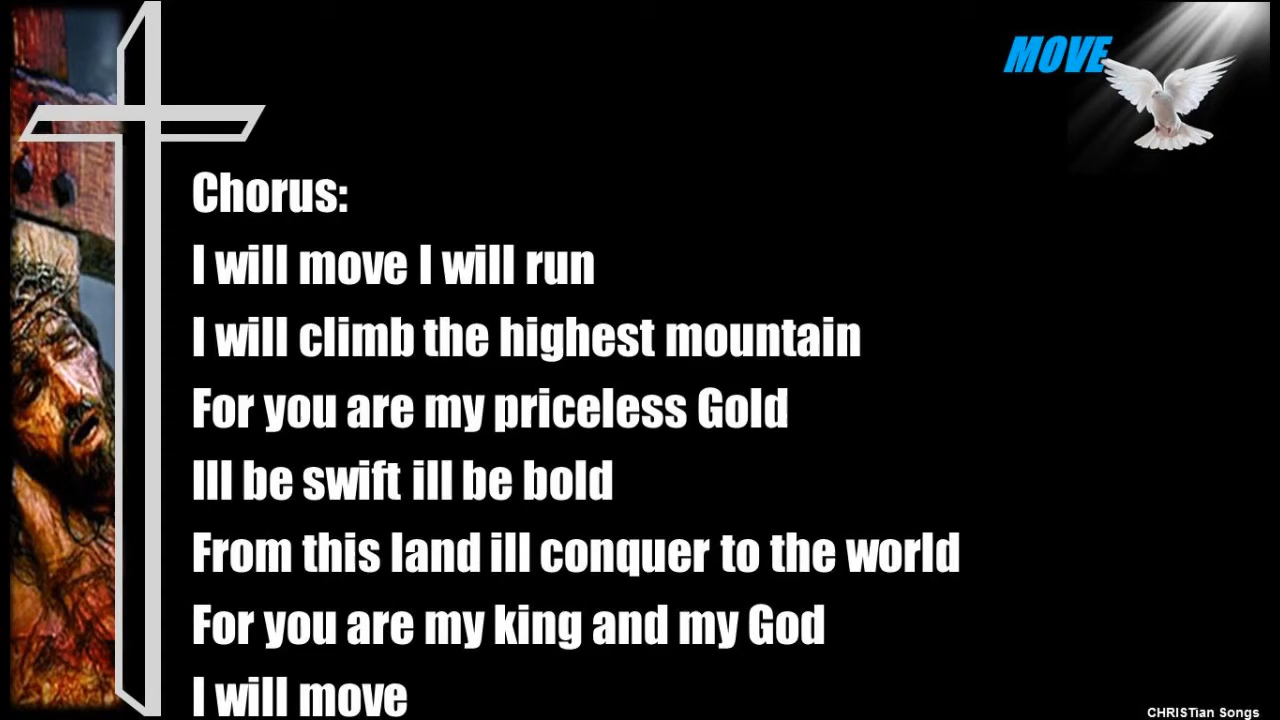 MOVE
Chorus:
I will move I will run
I will climb the highest mountain
For you are my priceless Gold
Ill be swift ill be bold
From this land ill conquer to the world
For you are my king and my God
I will move
CHRISTian Songs